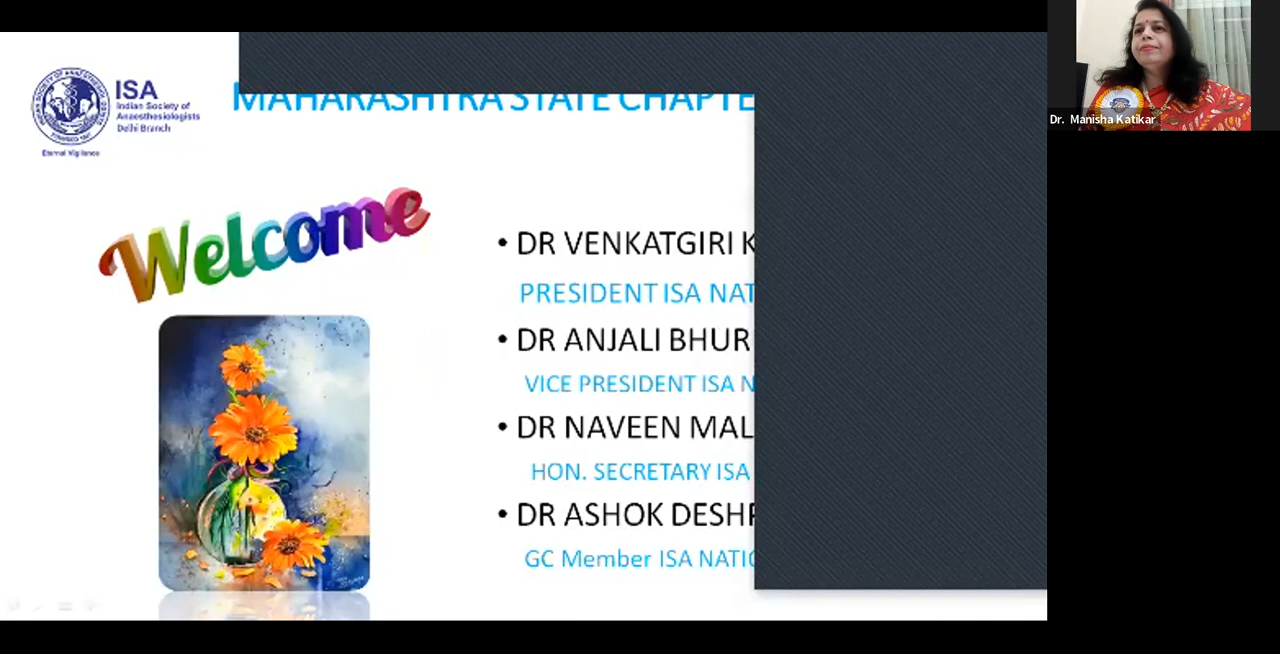 ISA
Indian Society of
Anaesthesiologists
Delhi Branch
Eternal Vigilance
MAHARASHTRA STATE CHAPTE
Welcome
• DR VENKATGIRI K
PRESIDENT ISA NAT
• DR ANJALI BHUR
VICE PRESIDENT ISA N
• DR NAVEEN MAL
HON. SECRETARY ISA
• DR ASHOK DESHP
GC Member ISA NATIO
Dr. Manisha Katikar